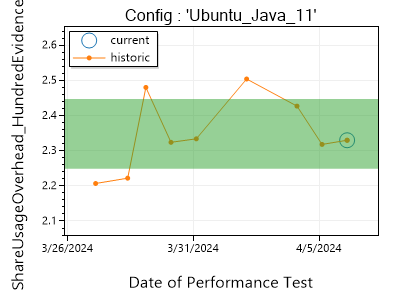 Config : 'Ubuntu_Java_11'
ShareUsageOverhead_HundredEvidence
current
historic
2.6
2.5
2.4
2.3
2.2
2.1
3/26/2024
3/31/2024
4/5/2024
Date of Performance Test